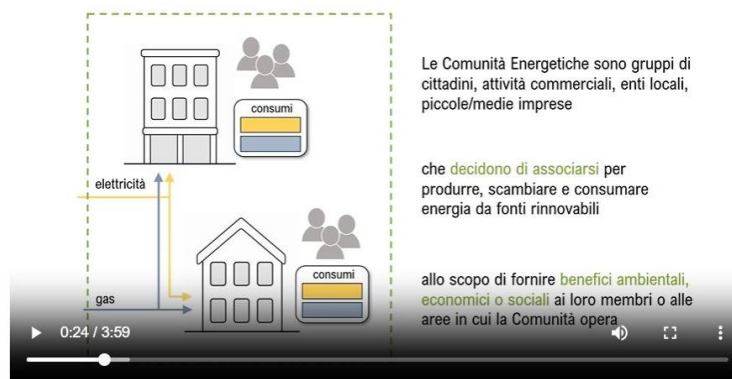 consumi
elettricità
consumi
gas
Le Comunità Energetiche sono gruppi di
cittadini, attività commerciali, enti locali,
piccole/medie imprese
che decidono di associarsi per
produrre, scambiare e consumare
energia da fonti rinnovabili
allo scopo di fornire benefici ambientali,
economici o sociali ai loro membri o alle
aree in cui la Comunità opera
0:24 / 3:59